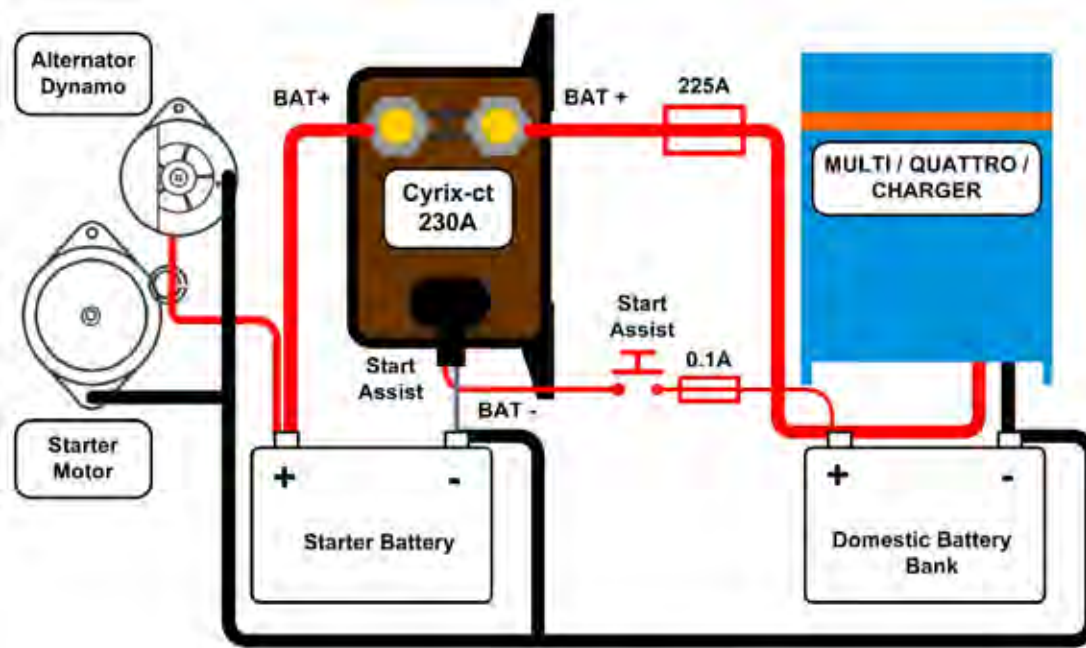 Alternator
Dynamo
BAT+
BAT +
225A
MULTI / QUATTRO /
CHARGER
Cyrix-ct
230A
Start
Assist
0.1A
Start
Assist
BAT -
Starter
Motor
+
-
Starter Battery
+
-
Domestic Battery
Bank